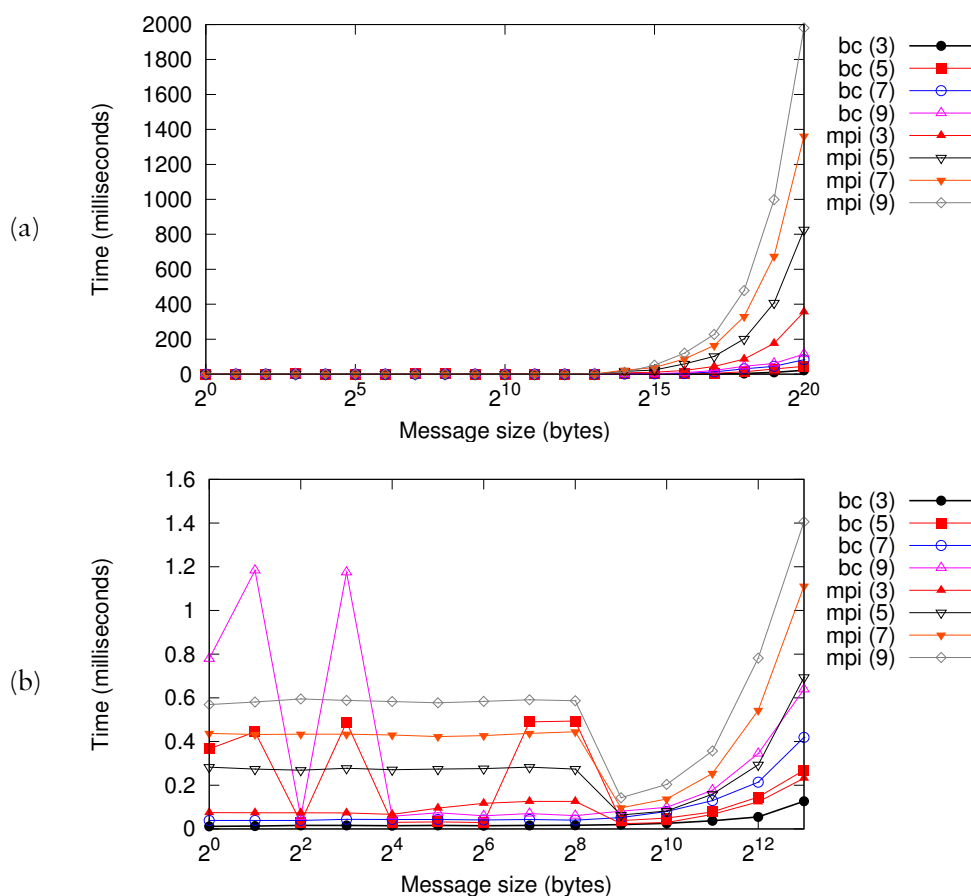 (a)
Time (milliseconds)
2000
1800
1600
1400
1200
1000
800
600
400
200
0
2^0 2^5 2^10 2^15 2^20
Message size (bytes)
bc (3)
bc (5)
bc (7)
bc (9)
mpi (3)
mpi (5)
mpi (7)
mpi (9)
(b)
Time (milliseconds)
1.6
1.4
1.2
1
0.8
0.6
0.4
0.2
0
2^0 2^2 2^4 2^6 2^8 2^10 2^12
Message size (bytes)
bc (3)
bc (5)
bc (7)
bc (9)
mpi (3)
mpi (5)
mpi (7)
mpi (9)